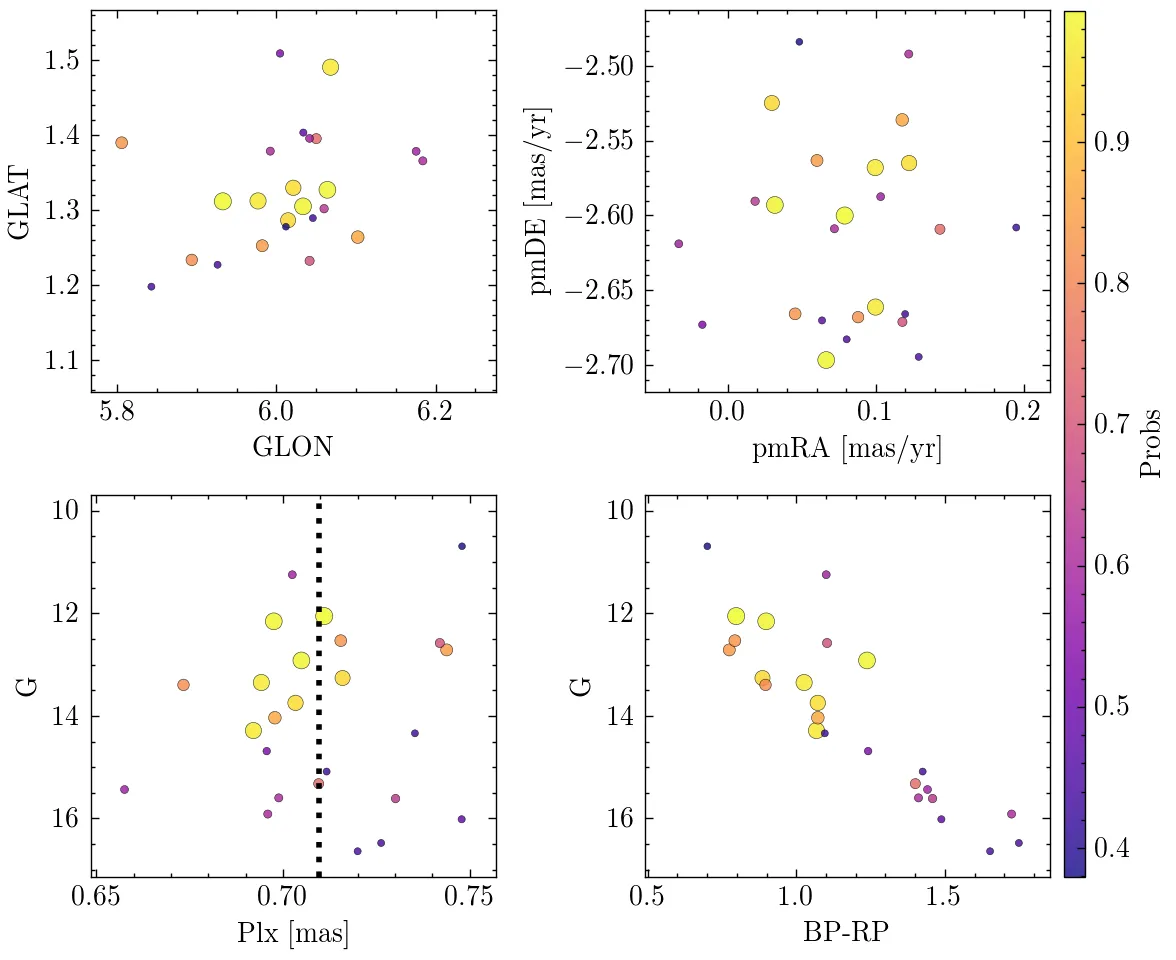 1.5
1.4
1.3
1.2
1.1
GLAT
5.8 6.0 6.2
GLON
−2.50
−2.55
−2.60
−2.65
−2.70
pmDE [mas/yr]
0.0 0.1 0.2
pmRA [mas/yr]
10
12
14
16
G
0.65 0.70 0.75
Plx [mas]
10
12
14
16
G
0.5 1.0 1.5
BP-RP
0.9
0.8
0.7
0.6
0.5
0.4
Probs